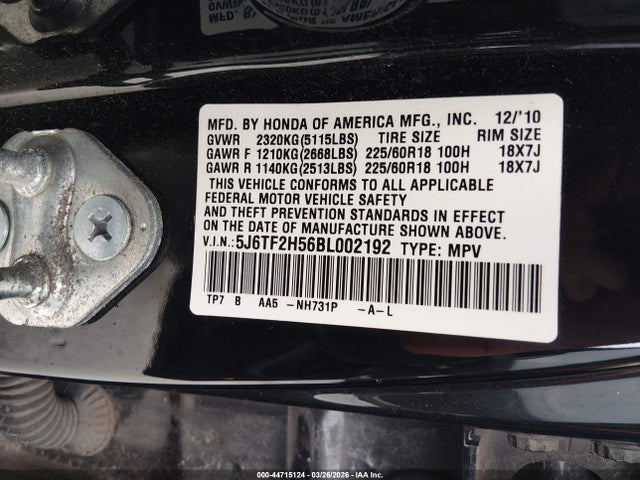 MFD. BY HONDA OF AMERICA MFG., INC. 12/'10
GVWR 2320KG(5115LBS) TIRE SIZE RIM SIZE
GAWR F 1210KG(2668LBS) 225/60R18 100H 18X7J
GAWR R 1140KG(2513LBS) 225/60R18 100H 18X7J
THIS VEHICLE CONFORMS TO ALL APPLICABLE
FEDERAL MOTOR VEHICLE SAFETY
AND THEFT PREVENTION STANDARDS IN EFFECT
ON THE DATE OF MANUFACTURE SHOWN ABOVE.
V.I.N.: 5J6TF2H56BL002192 TYPE: MPV
TP7 B AA5 -NH731P -A-L
000-44715124 | 03/26/2026 - IAA Inc.